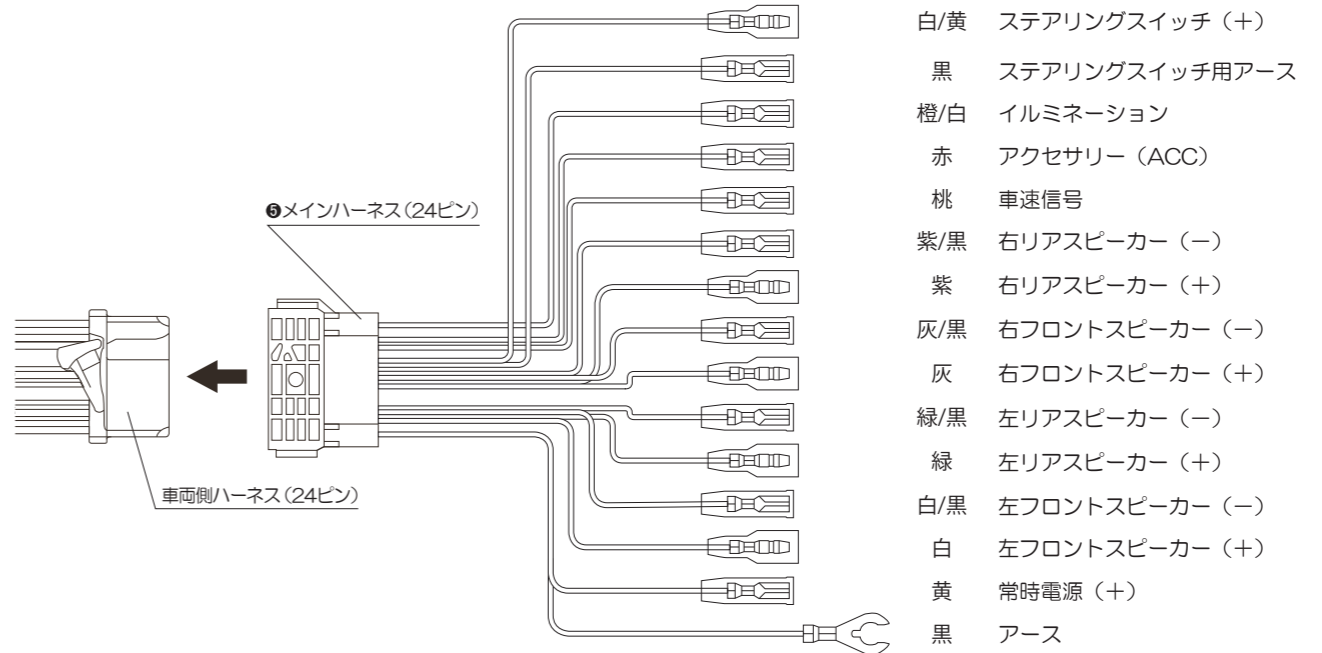 白/黄 ステアリングスイッチ（＋）
黒 ステアリングスイッチ用アース
橙/白 イルミネーション
赤 アクセサリー（ACC）
桃 車速信号
❺メインハーネス（24ピン）
紫/黒 右リアスピーカー（－）
紫 右リアスピーカー（＋）
灰/黒 右フロントスピーカー（－）
灰 右フロントスピーカー（＋）
緑/黒 左リアスピーカー（－）
緑 左リアスピーカー（＋）
車両側ハーネス（24ピン）
白/黒 左フロントスピーカー（－）
白 左フロントスピーカー（＋）
黄 常時電源（＋）
黒 アース